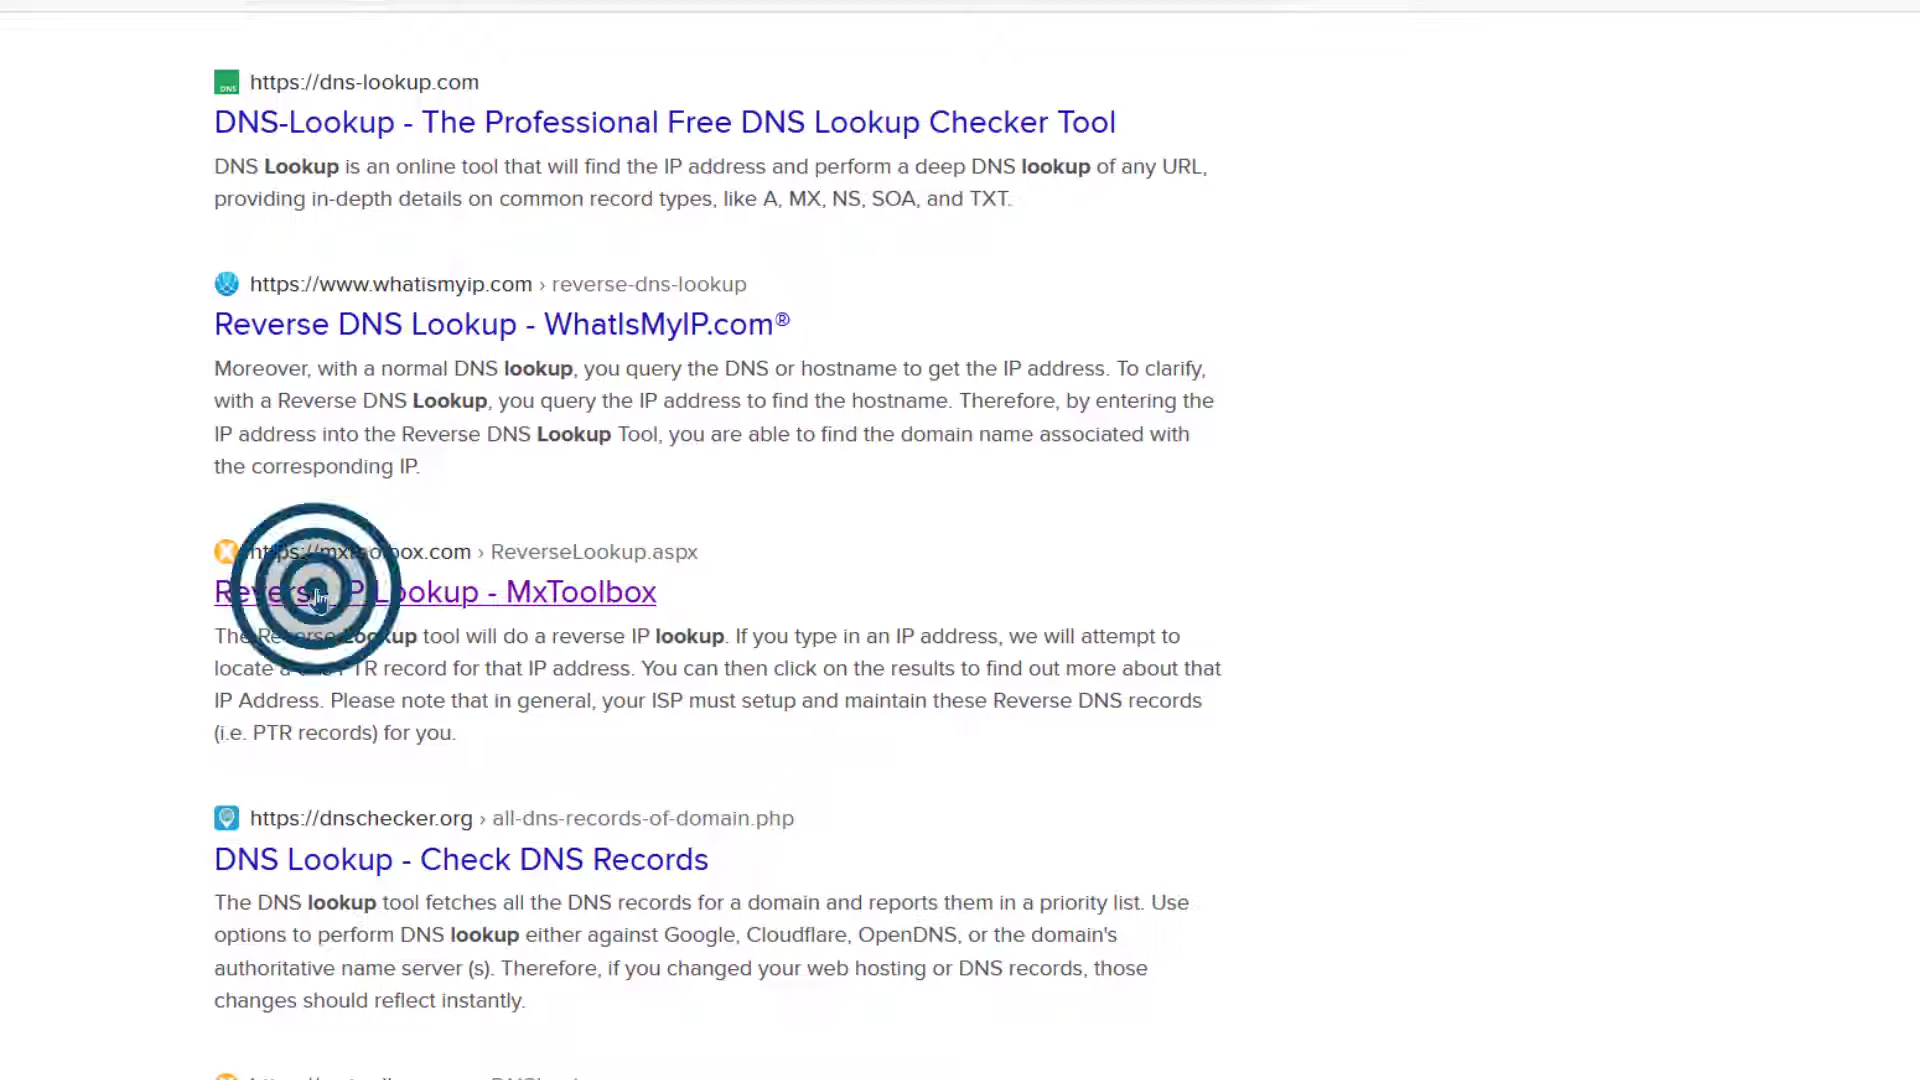 https://dns-lookup.com
DNS-Lookup - The Professional Free DNS Lookup Checker Tool
DNS Lookup is an online tool that will find the IP address and perform a deep DNS lookup of any URL,
providing in-depth details on common record types, like A, MX, NS, SOA, and TXT.
https://www.whatismyip.com › reverse-dns-lookup
Reverse DNS Lookup - WhatIsMyIP.com®
Moreover, with a normal DNS lookup, you query the DNS or hostname to get the IP address. To clarify,
with a Reverse DNS Lookup, you query the IP address to find the hostname. Therefore, by entering the
IP address into the Reverse DNS Lookup Tool, you are able to find the domain name associated with
the corresponding IP.
https://mxtoolbox.com › ReverseLookup.aspx
Reverse IP Lookup - MxToolbox
The Reverse Lookup tool will do a reverse IP lookup. If you type in an IP address, we will attempt to
locate a PTR record for that IP address. You can then click on the results to find out more about that
IP Address. Please note that in general, your ISP must setup and maintain these Reverse DNS records
(i.e. PTR records) for you.
https://dnschecker.org › all-dns-records-of-domain.php
DNS Lookup - Check DNS Records
The DNS lookup tool fetches all the DNS records for a domain and reports them in a priority list. Use
options to perform DNS lookup either against Google, Cloudflare, OpenDNS, or the domain's
authoritative name server (s). Therefore, if you changed your web hosting or DNS records, those
changes should reflect instantly.